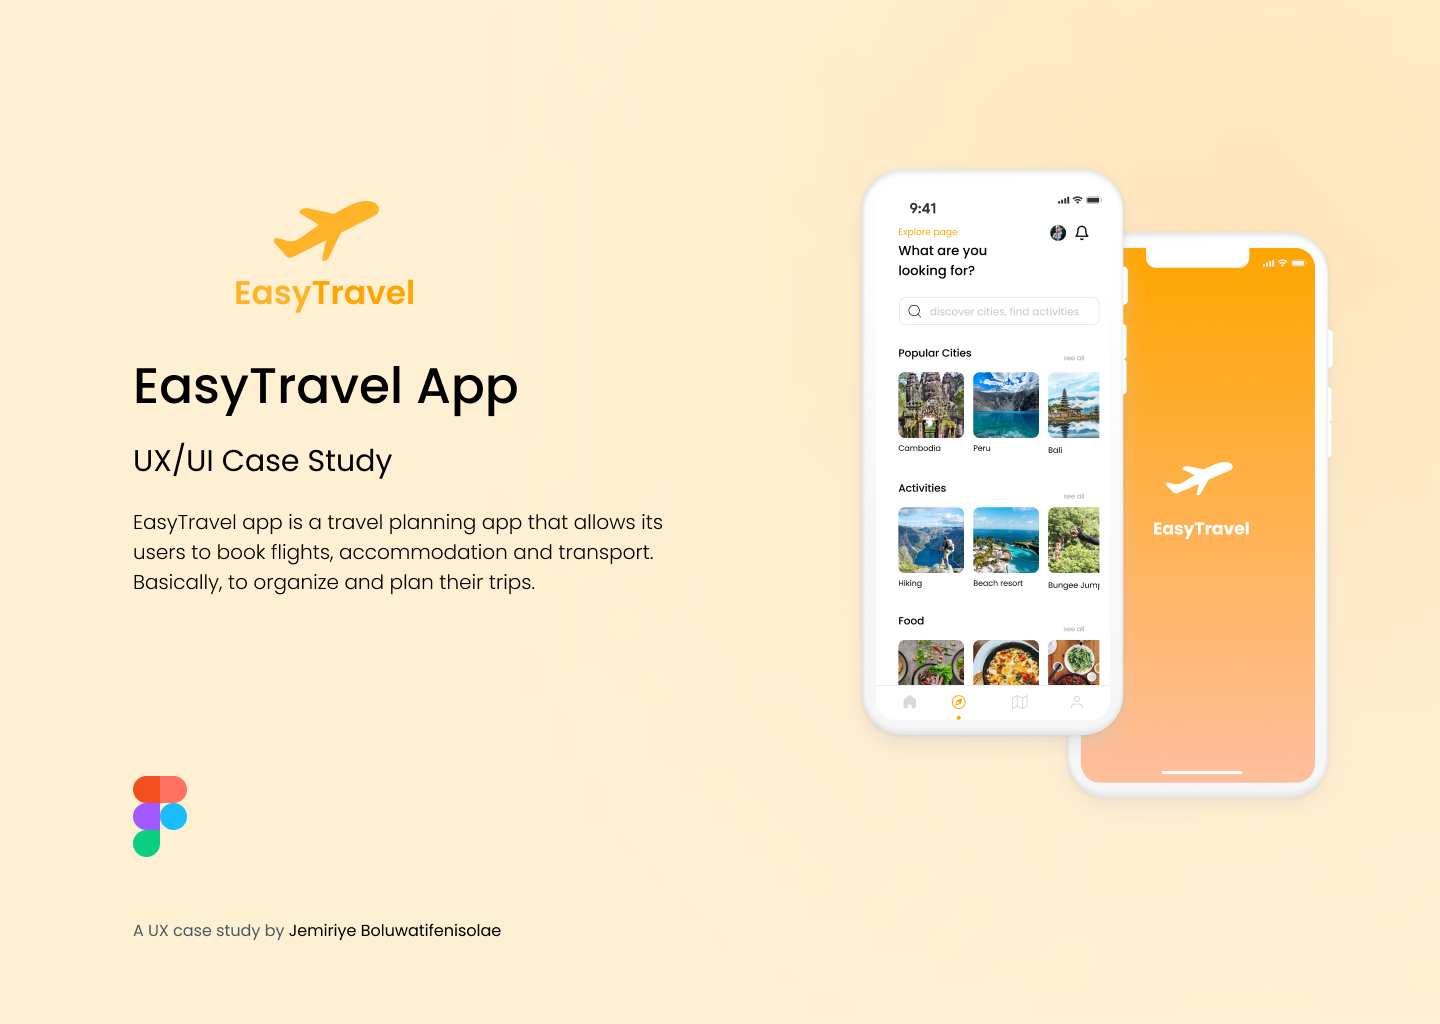 EasyTravel
EasyTravel App
UX/UI Case Study
EasyTravel app is a travel planning app that allows its
users to book flights, accommodation and transport.
Basically, to organize and plan their trips.
A UX case study by Jemiriye Boluwatifenisolae
9:41
Explore page
What are you
looking for?
discover cities, find activities
Popular Cities
see all
Cambodia
Peru
Bali
Activities
see all
Hiking
Beach resort
Bungee Jump
Food
see all
EasyTravel